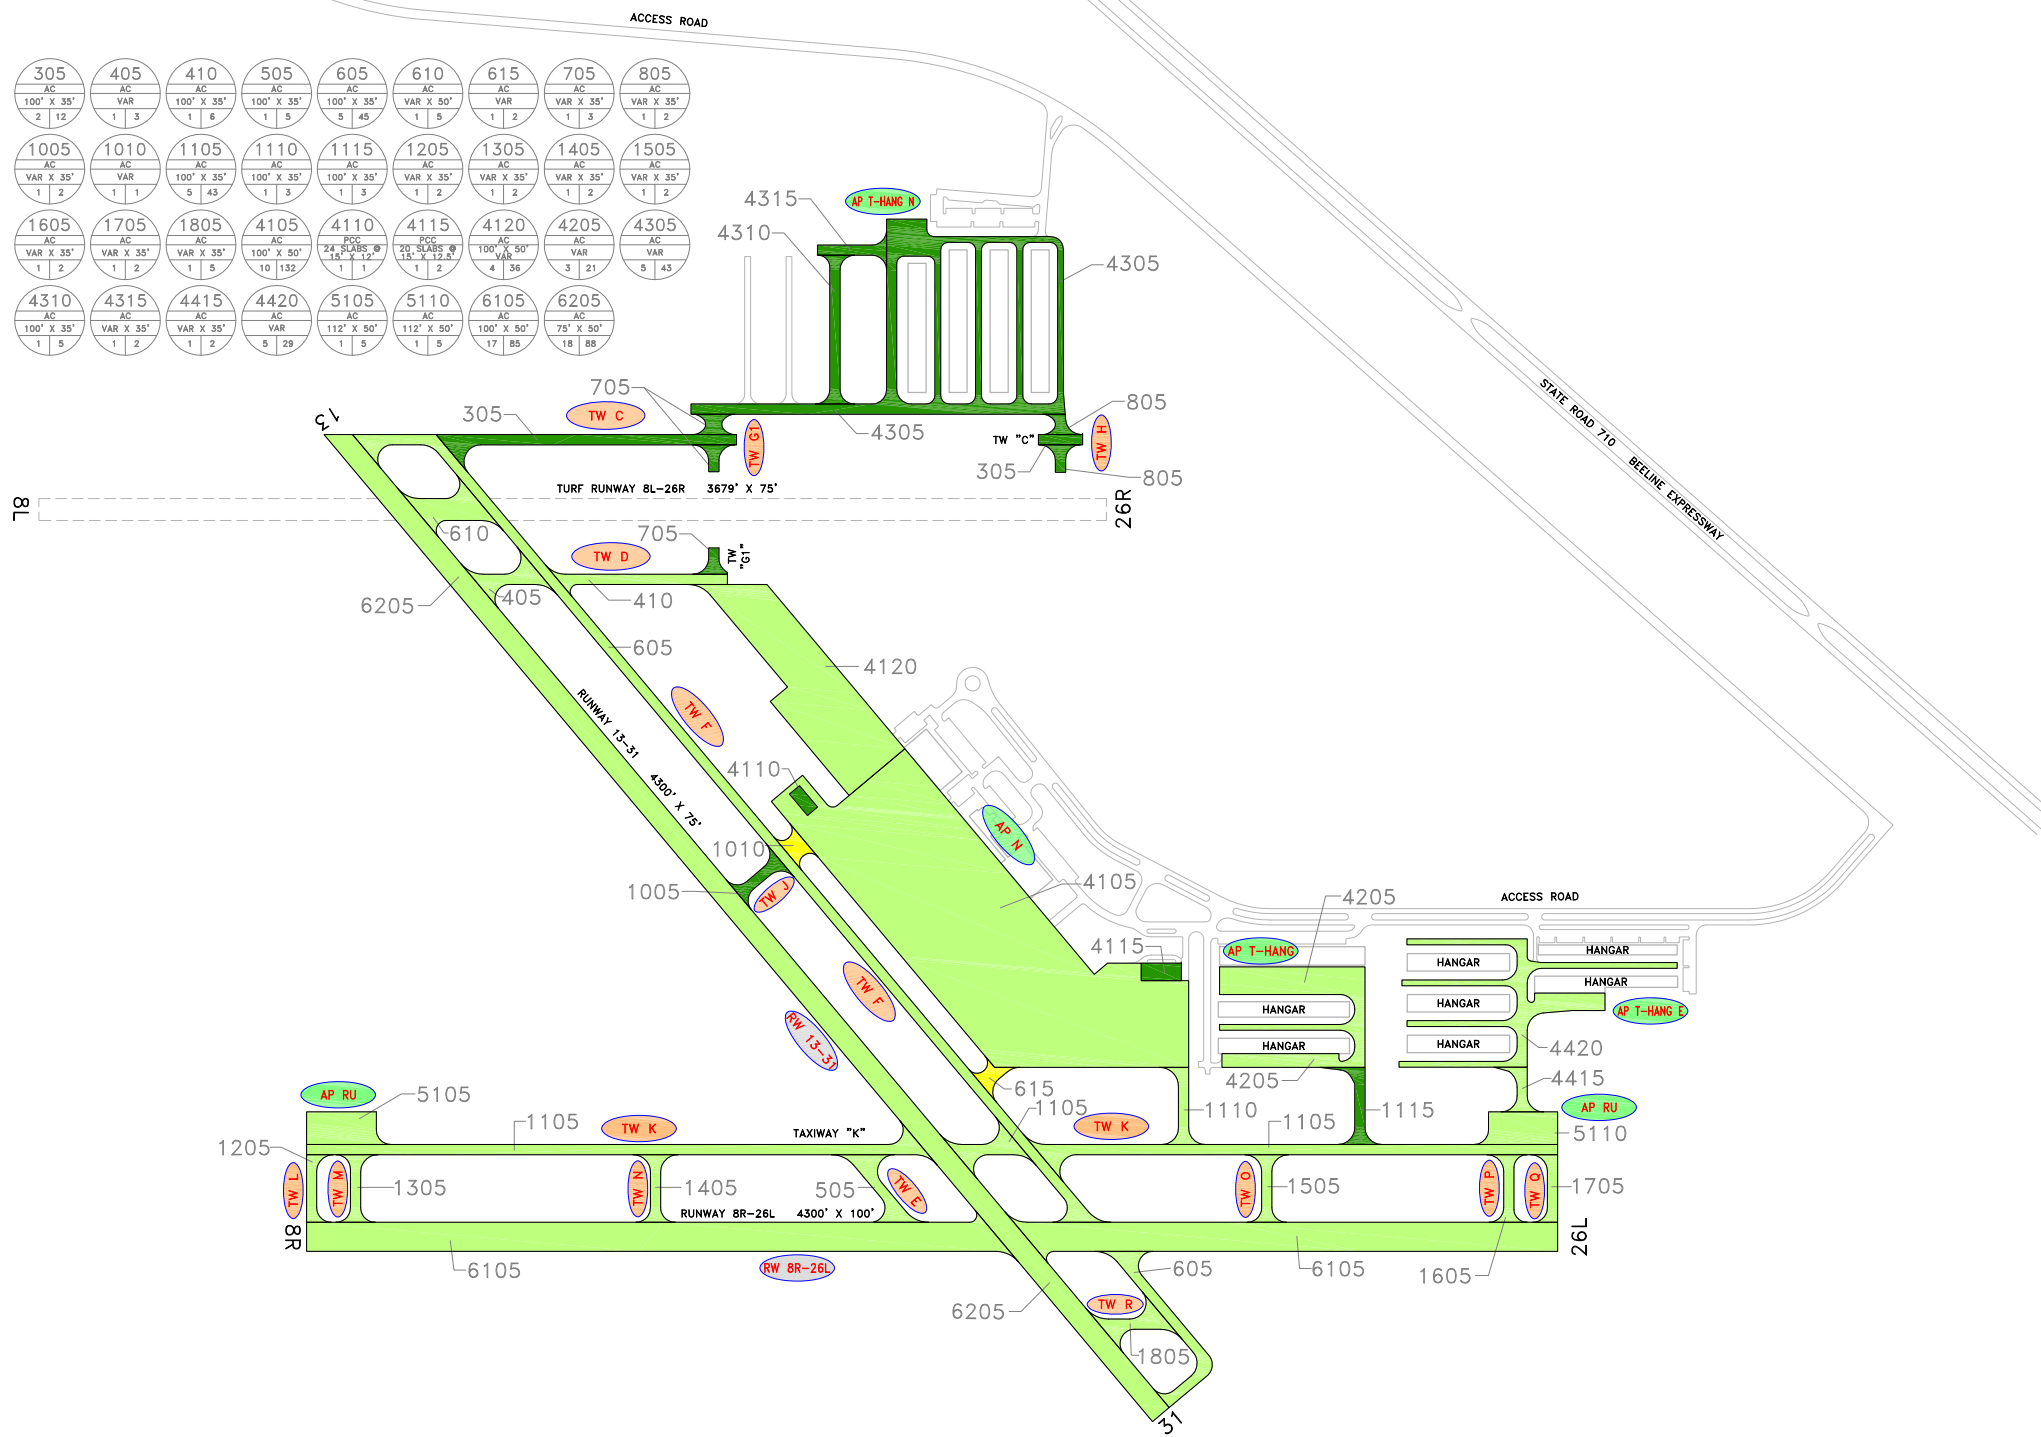 ACCESS ROAD
305
AC
100' X 35'
2 12
405
AC
VAR
1 3
410
AC
100' X 35'
1 6
505
AC
100' X 35'
1 5
605
AC
100' X 35'
5 45
610
AC
VAR X 50'
1 5
615
AC
VAR
1 2
705
AC
VAR X 35'
1 3
805
AC
VAR X 35'
1 2
1005
AC
VAR X 35'
1 2
1010
AC
VAR
1 1
1105
AC
100' X 35'
5 43
1110
AC
100' X 35'
1 3
1115
AC
100' X 35'
1 3
1205
AC
VAR X 35'
1 2
1305
AC
VAR X 35'
1 2
1405
AC
VAR X 35'
1 2
1505
AC
VAR X 35'
1 2
1605
AC
VAR X 35'
1 2
1705
AC
VAR X 35'
1 2
1805
AC
VAR X 35'
1 5
4105
AC
100' X 50'
10 132
4110
PCC
24 SLABS @
15' X 12'
1 1
4115
PCC
20 SLABS @
15' X 12.5'
1 2
4120
AC
100' X 50'
VAR
4 36
4205
AC
VAR
3 21
4305
AC
VAR
5 43
4310
AC
100' X 35'
1 5
4315
AC
VAR X 35'
1 2
4415
AC
VAR X 35'
1 2
4420
AC
VAR
5 29
5105
AC
112' X 50'
1 5
5110
AC
112' X 50'
1 5
6105
AC
100' X 50'
17 85
6205
AC
75' X 50'
18 88
4315
AP T-HANG N
4310
4305
705
805
305
TW C
13
4305
TW G1
TW "C"
TW H
305
805
STATE ROAD 710 BEELINE EXPRESSWAY
8L
TURF RUNWAY 8L-26R 3679' X 75'
26R
610
705
TW D
TW
"G1"
405
410
6205
605
4120
TW F
RUNWAY 13-31 4300' X 75'
4110
AP N
1010
1005
TW J
4105
ACCESS ROAD
4205
4115
AP T-HANG
HANGAR
HANGAR
HANGAR
HANGAR
TW F
HANGAR
HANGAR
AP T-HANG E
RW 13-31
HANGAR
HANGAR
4420
4205
4415
615
AP RU
5105
1105
1110
1115
AP RU
1105
TW K
TAXIWAY "K"
TW K
1105
5110
1205
TW L
TW M
1305
TW N
1405
505
TW E
TW O
1505
TW P
TW Q
1705
RUNWAY 8R-26L 4300' X 100'
8R
26L
6105
RW 8R-26L
605
6105
1605
6205
TW R
1805
31